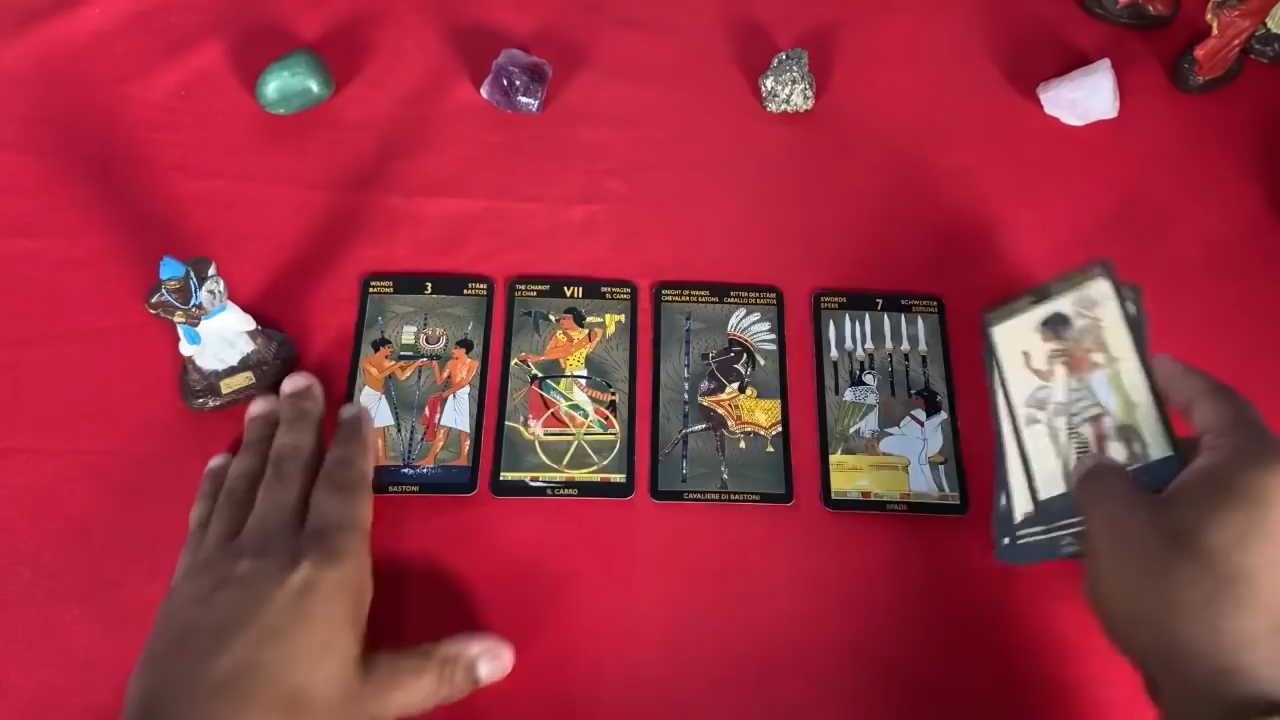 WANDS
BATONS
3
STÄBE
BASTOS
BASTONI
THE CHARIOT
LE CHAR
VII
DER WAGEN
EL CARRO
IL CARRO
KNIGHT OF WANDS
CHEVALIER DE BATONS
RITTER DER STÄBE
CABALLO DE BASTOS
CAVALIERE DI BASTONI
SWORDS
EPÉES
7
SCHWERTER
ESPADAS
SPADE